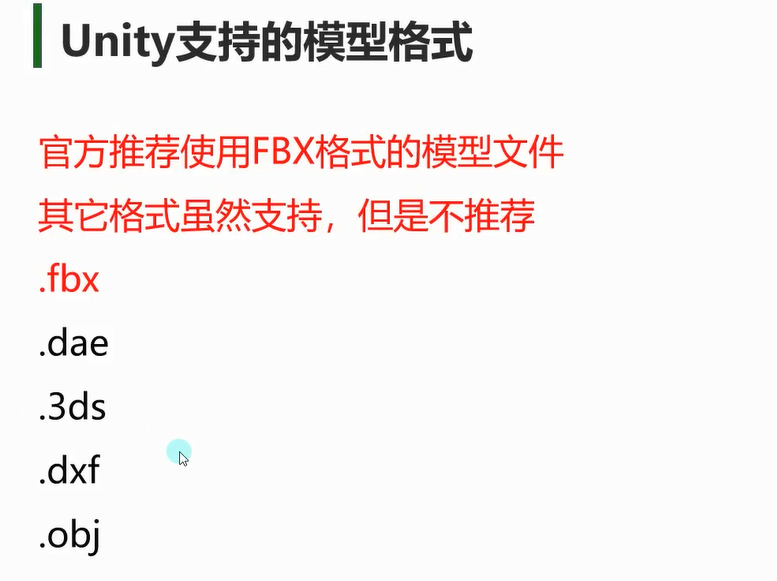 Unity支持的模型格式
官方推荐使用FBX格式的模型文件
其它格式虽然支持，但是不推荐
.fbx
.dae
.3ds
.dxf
.obj